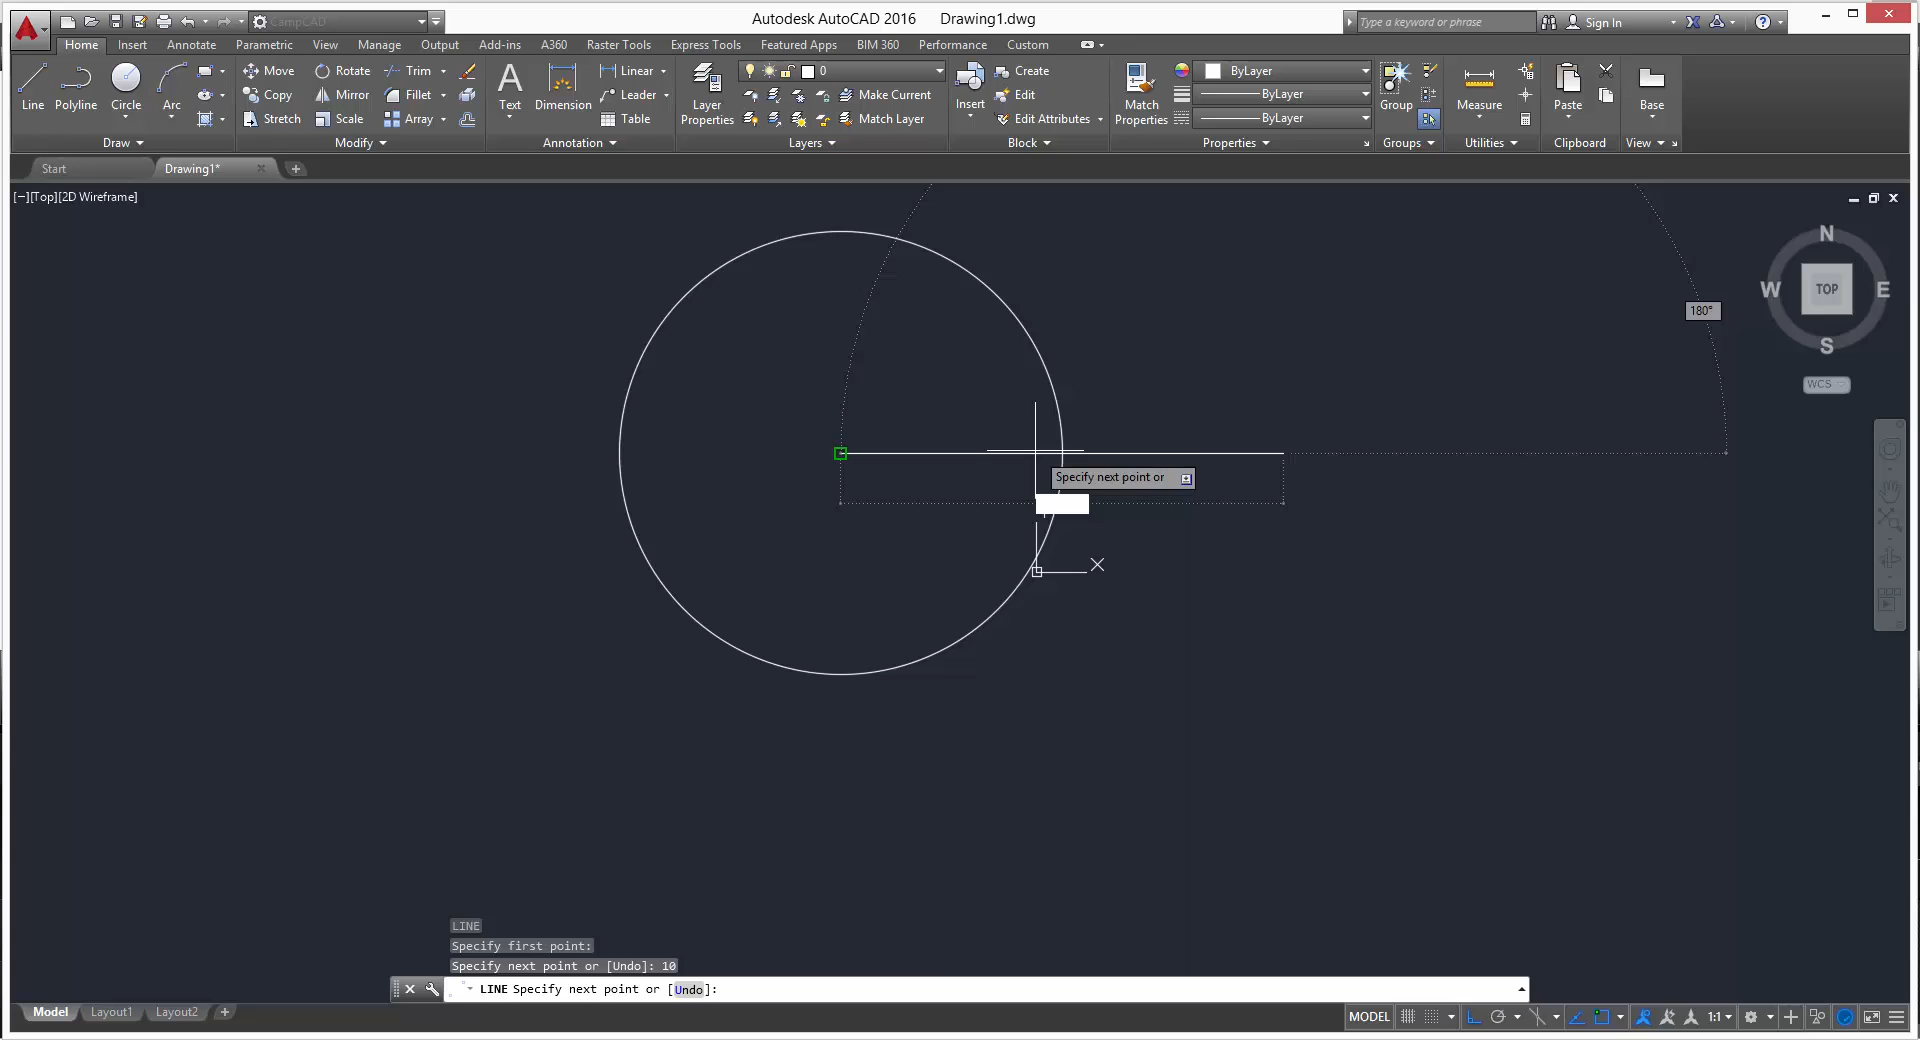 CampCAD
Autodesk AutoCAD 2016 Drawing1.dwg
Type a keyword or phrase
Sign In
Home Insert Annotate Parametric View Manage Output Add-ins A360 Raster Tools Express Tools Featured Apps BIM 360 Performance Custom
Line
Polyline
Circle
Arc
Draw
Move
Rotate
Trim
Copy
Mirror
Fillet
Stretch
Scale
Array
Modify
A
Text
Dimension
Linear
Leader
Table
Annotation
Layer
Properties
0
Make Current
Match Layer
Layers
Insert
Create
Edit
Edit Attributes
Block
Match
Properties
ByLayer
ByLayer
ByLayer
Properties
Group
Groups
Measure
Utilities
Paste
Clipboard
Base
View
Start
Drawing1*
[−][Top][2D Wireframe]
N
W
TOP
E
S
WCS
180°
Specify next point or
X
LINE
Specify first point:
Specify next point or [Undo]: 10
LINE Specify next point or [Undo]:
Model Layout1 Layout2
MODEL
1:1